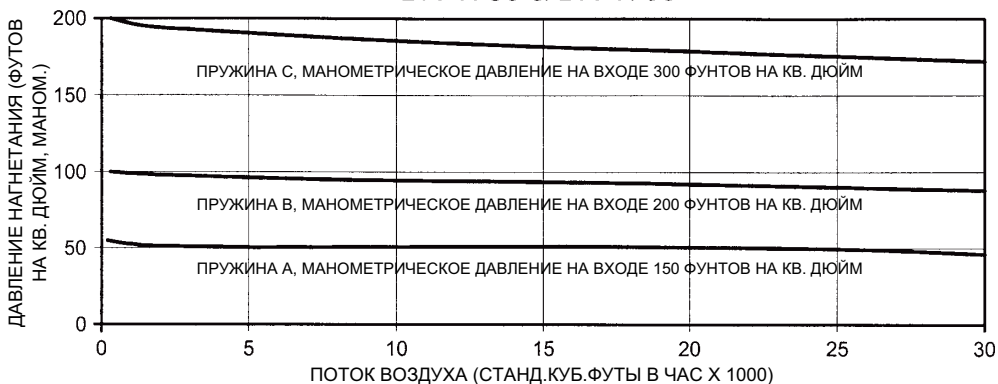 200
ПРУЖИНА С, МАНОМЕТРИЧЕСКОЕ ДАВЛЕНИЕ НА ВХОДЕ 300 ФУНТОВ НА КВ. ДЮЙМ
150
100
ПРУЖИНА В, МАНОМЕТРИЧЕСКОЕ ДАВЛЕНИЕ НА ВХОДЕ 200 ФУНТОВ НА КВ. ДЮЙМ
50
ПРУЖИНА А, МАНОМЕТРИЧЕСКОЕ ДАВЛЕНИЕ НА ВХОДЕ 150 ФУНТОВ НА КВ. ДЮЙМ
0
ДАВЛЕНИЕ НАГНЕТАНИЯ (ФУТОВ
НА КВ. ДЮЙМ, МАНОМ.)
0 5 10 15 20 25 30
ПОТОК ВОЗДУХА (СТАНД.КУБ.ФУТЫ В ЧАС X 1000)